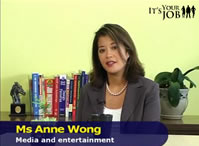 IT'S YOUR
JOB
Ms Anne Wong
Media and entertainment